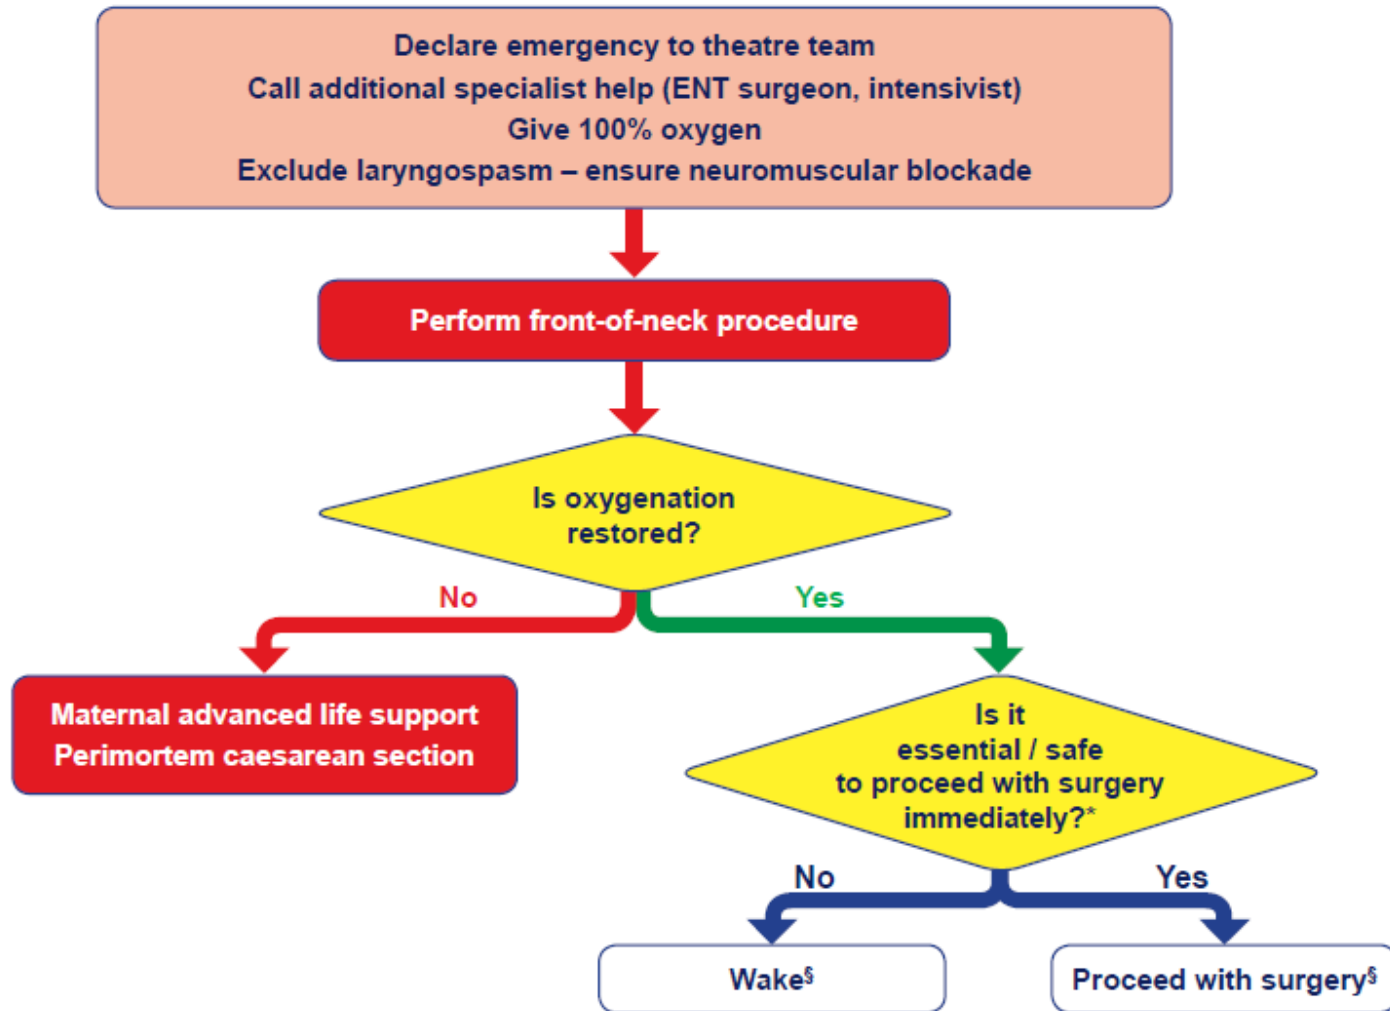 Declare emergency to theatre team
Call additional specialist help (ENT surgeon, intensivist)
Give 100% oxygen
Exclude laryngospasm – ensure neuromuscular blockade
Perform front-of-neck procedure
Is oxygenation
restored?
No
Yes
Maternal advanced life support
Perimortem caesarean section
Is it
essential / safe
to proceed with surgery
immediately?*
No
Yes
Wake§
Proceed with surgery§